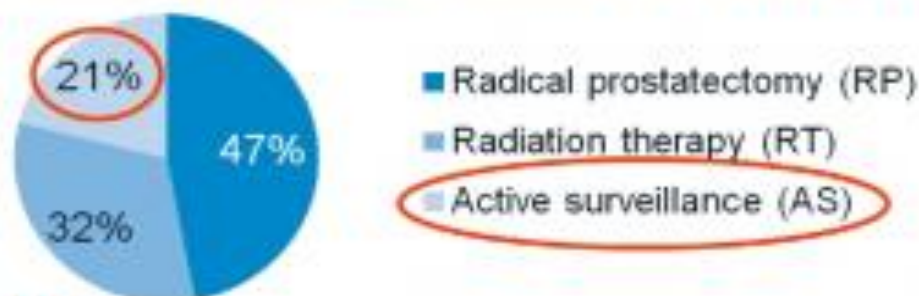 21%
47%
32%
Radical prostatectomy (RP)
Radiation therapy (RT)
Active surveillance (AS)